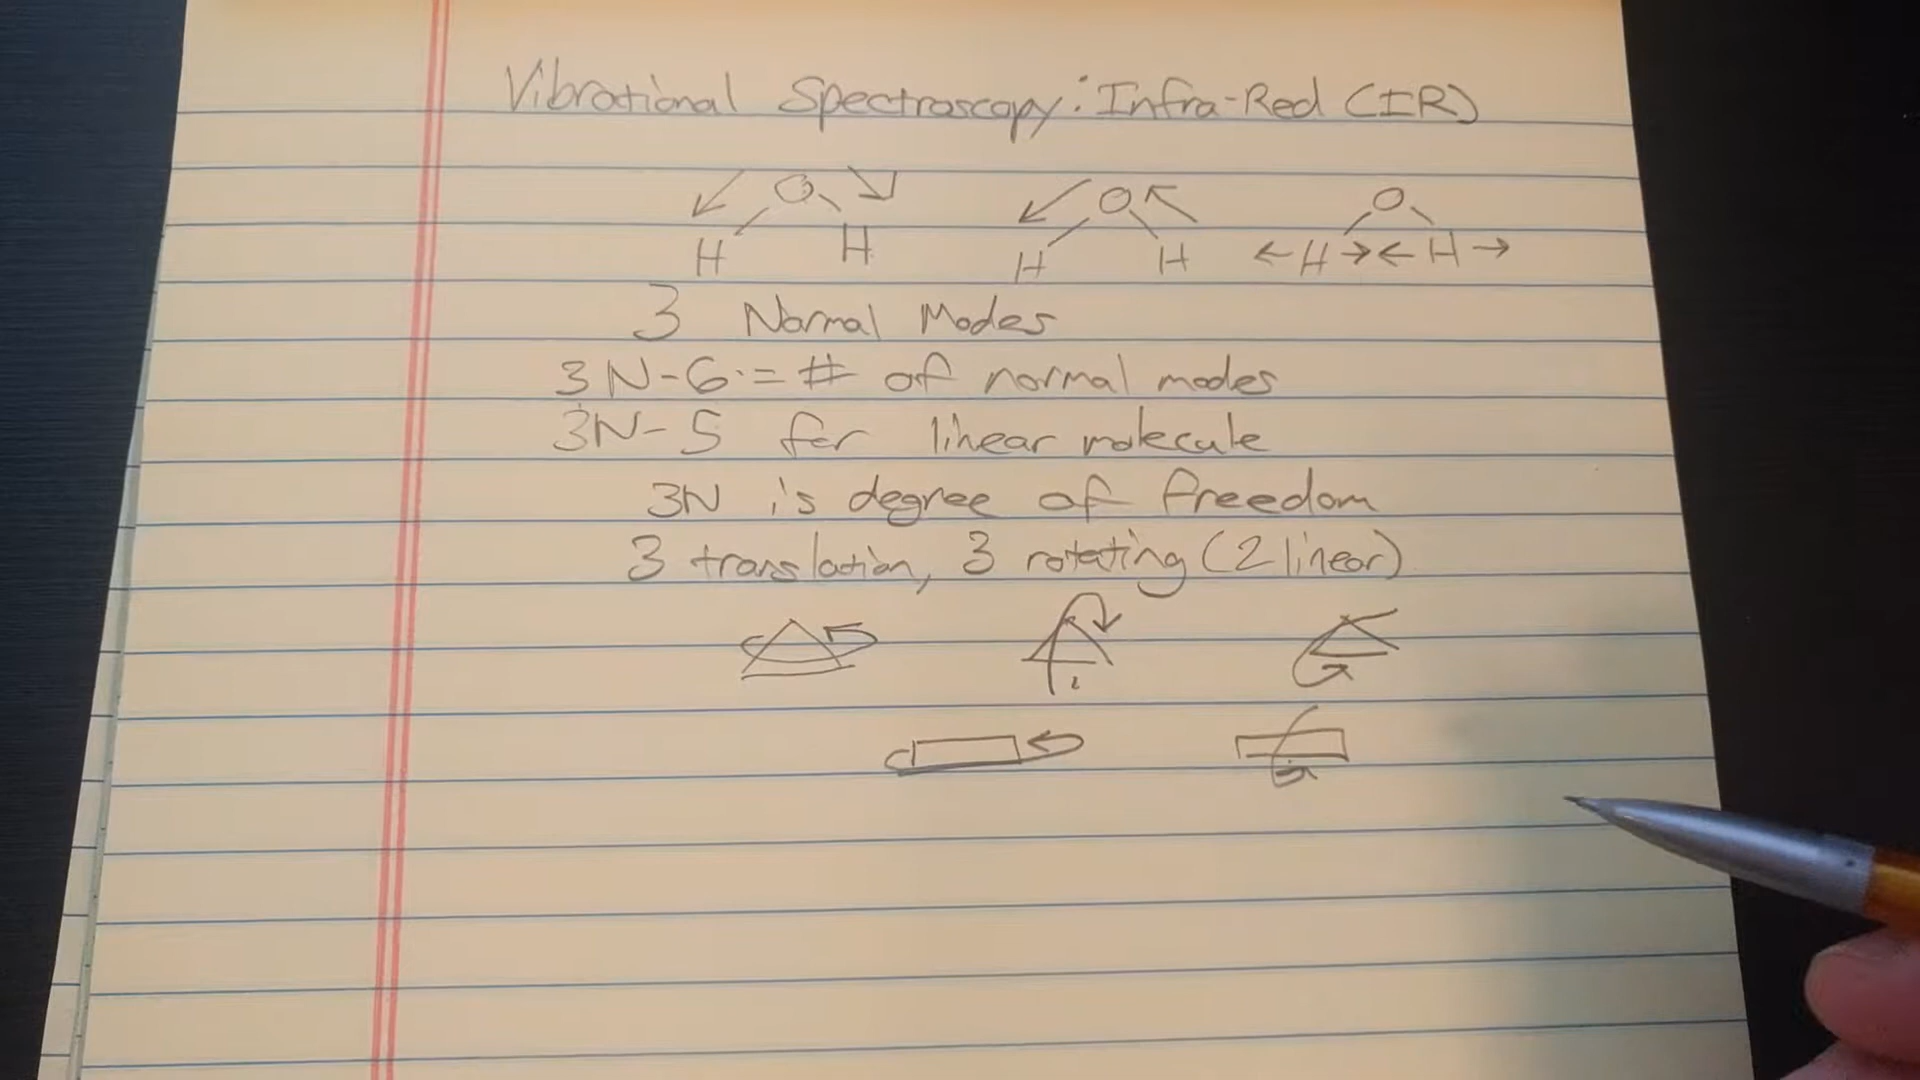 Vibrational Spectroscopy: Infra-Red (IR)
O O O
H H H H ←H→←H→
3 Normal Modes
3N-6 = # of normal modes
3N-5 for linear molecule
3N is degree of freedom
3 translation, 3 rotating (2 linear)